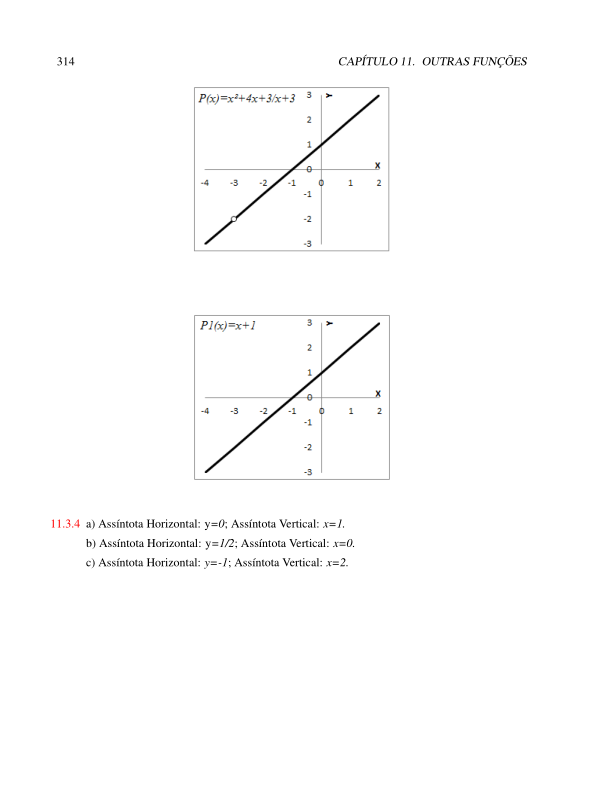 314 CAPÍTULO 11. OUTRAS FUNÇÕES
P(x)=x²+4x+3/x+3
3
Y
2
1
0
X
-4 -3 -2 -1 0 1 2
-1
-2
-3
P1(x)=x+1
3
Y
2
1
0
X
-4 -3 -2 -1 0 1 2
-1
-2
-3
11.3.4 a) Assíntota Horizontal: y=0; Assíntota Vertical: x=1.
b) Assíntota Horizontal: y=1/2; Assíntota Vertical: x=0.
c) Assíntota Horizontal: y=-1; Assíntota Vertical: x=2.